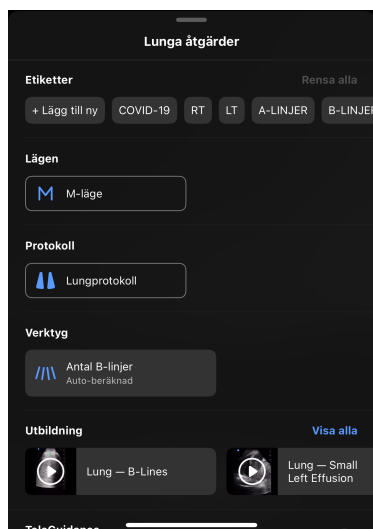 Lunga åtgärder
Etiketter Rensa alla
+ Lägg till ny COVID-19 RT LT A-LINJER B-LINJER
Lägen
M-läge
Protokoll
Lungprotokoll
Verktyg
Antal B-linjer
Auto-beräknad
Utbildning Visa alla
Lung — B-Lines
Lung — Small
Left Effusion
TeleGuidance